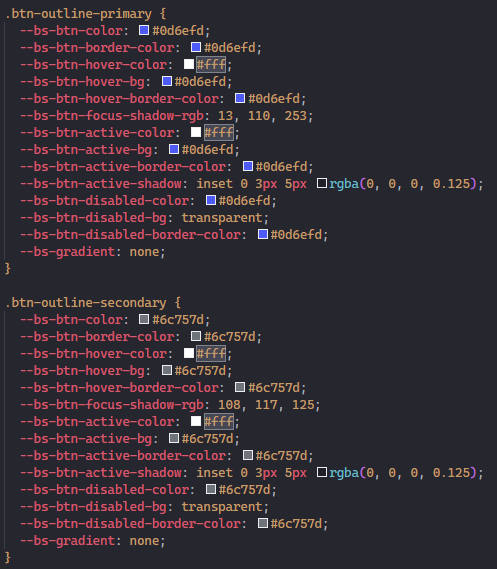 .btn-outline-primary {
--bs-btn-color: #0d6efd;
--bs-btn-border-color: #0d6efd;
--bs-btn-hover-color: #fff;
--bs-btn-hover-bg: #0d6efd;
--bs-btn-hover-border-color: #0d6efd;
--bs-btn-focus-shadow-rgb: 13, 110, 253;
--bs-btn-active-color: #fff;
--bs-btn-active-bg: #0d6efd;
--bs-btn-active-border-color: #0d6efd;
--bs-btn-active-shadow: inset 0 3px 5px rgba(0, 0, 0, 0.125);
--bs-btn-disabled-color: #0d6efd;
--bs-btn-disabled-bg: transparent;
--bs-btn-disabled-border-color: #0d6efd;
--bs-gradient: none;
}
.btn-outline-secondary {
--bs-btn-color: #6c757d;
--bs-btn-border-color: #6c757d;
--bs-btn-hover-color: #fff;
--bs-btn-hover-bg: #6c757d;
--bs-btn-hover-border-color: #6c757d;
--bs-btn-focus-shadow-rgb: 108, 117, 125;
--bs-btn-active-color: #fff;
--bs-btn-active-bg: #6c757d;
--bs-btn-active-border-color: #6c757d;
--bs-btn-active-shadow: inset 0 3px 5px rgba(0, 0, 0, 0.125);
--bs-btn-disabled-color: #6c757d;
--bs-btn-disabled-bg: transparent;
--bs-btn-disabled-border-color: #6c757d;
--bs-gradient: none;
}